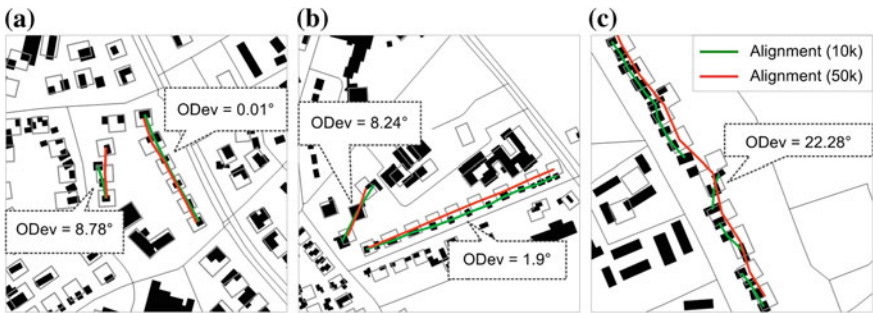 (a)
ODev = 0.01°
ODev = 8.78°
(b)
ODev = 8.24°
ODev = 1.9°
(c)
Alignment (10k)
Alignment (50k)
ODev = 22.28°